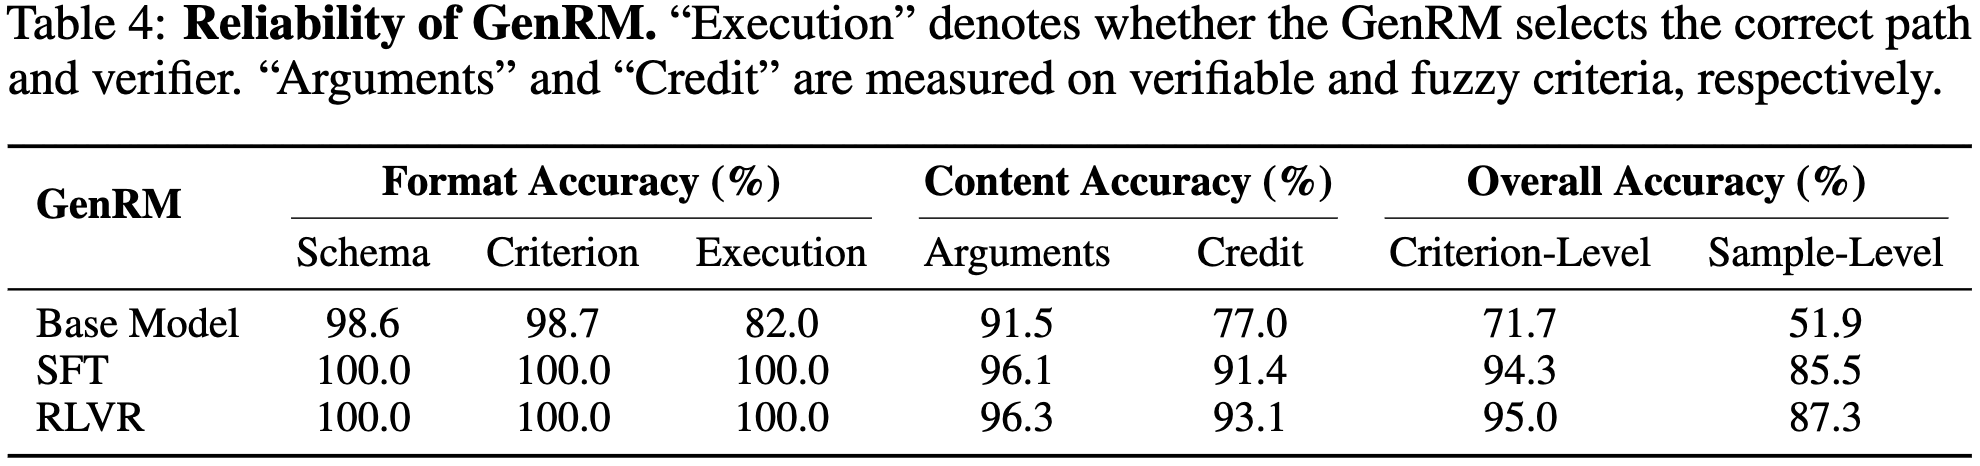 Table 4: Reliability of GenRM. “Execution” denotes whether the GenRM selects the correct path
and verifier. “Arguments” and “Credit” are measured on verifiable and fuzzy criteria, respectively.
GenRM Format Accuracy (%) Content Accuracy (%) Overall Accuracy (%)
Schema Criterion Execution Arguments Credit Criterion-Level Sample-Level
Base Model 98.6 98.7 82.0 91.5 77.0 71.7 51.9
SFT 100.0 100.0 100.0 96.1 91.4 94.3 85.5
RLVR 100.0 100.0 100.0 96.3 93.1 95.0 87.3